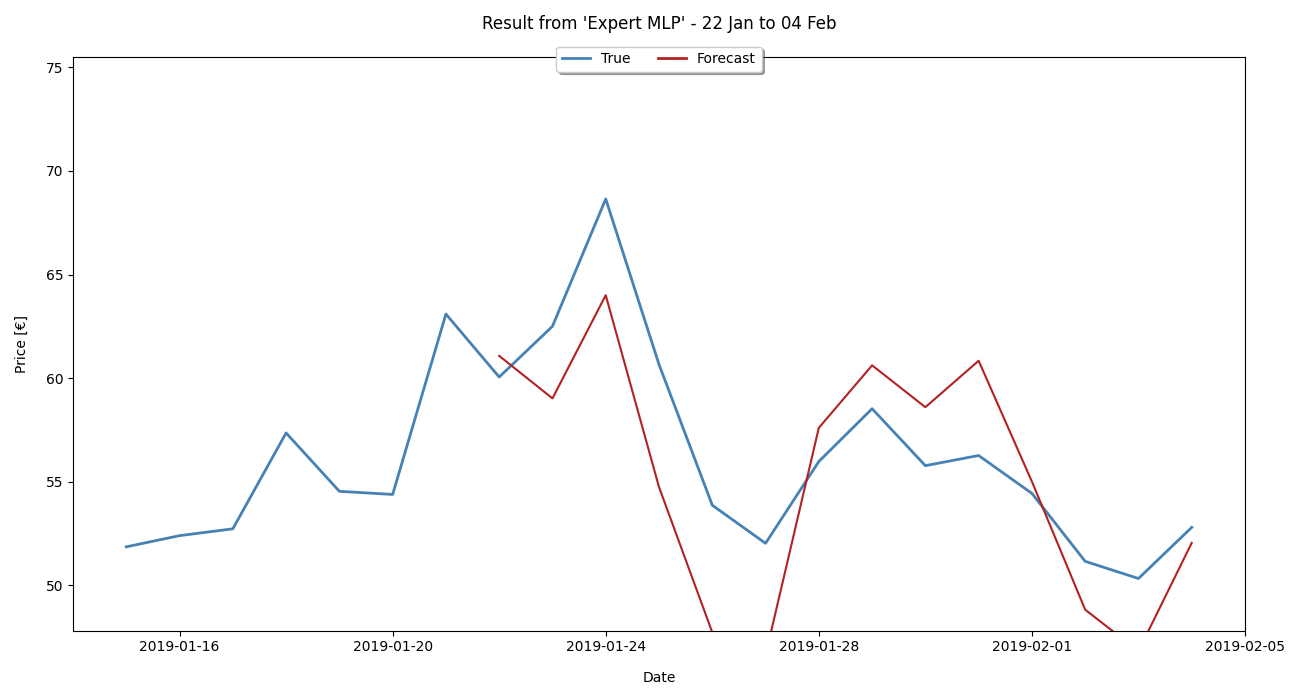 Result from 'Expert MLP' - 22 Jan to 04 Feb
True Forecast
75
70
65
60
55
50
Price [€]
2019-01-16 2019-01-20 2019-01-24 2019-01-28 2019-02-01 2019-02-05
Date